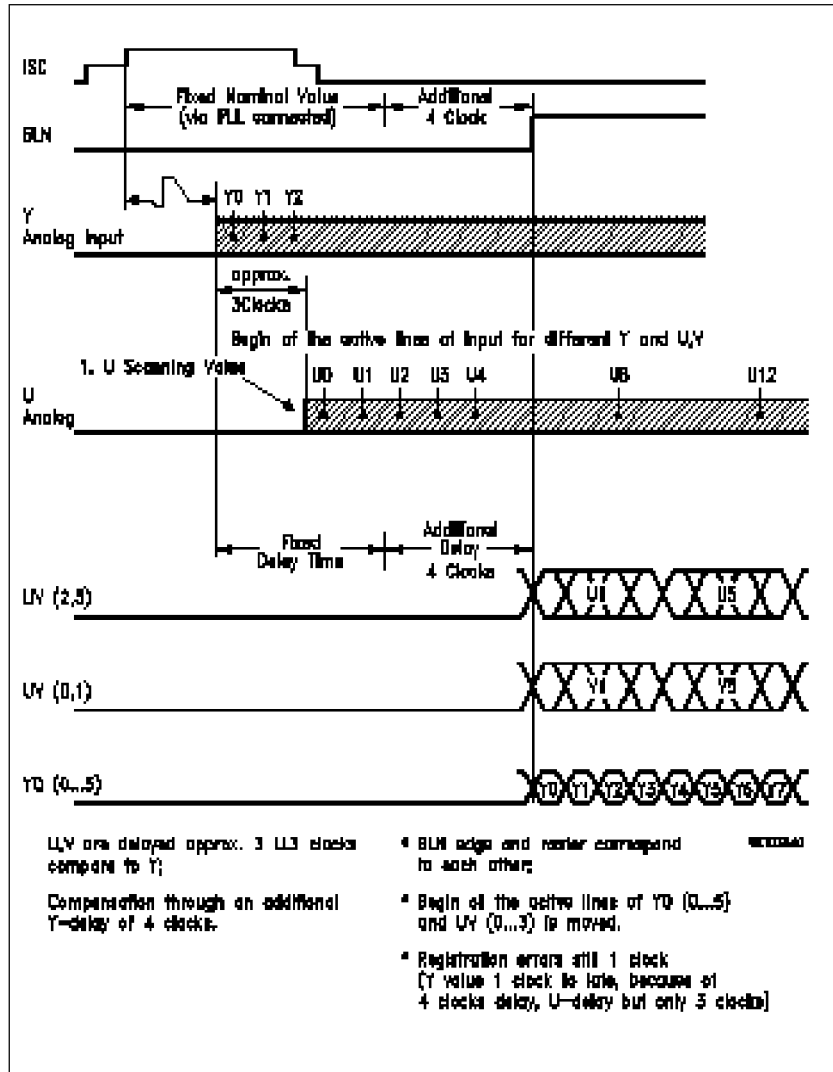 ISC
Fixed Nominal Value
(via PLL connected)
Additional
4 Clock
BLN
Y
Analog Input
Y0 Y1 Y2
approx.
3Clocks
Begin of the active lines of input for different Y and U,V
1. U Scanning Value
U0 U1 U2 U3 U4 U8 U12
U
Analog
Fixed
Delay Time
Additional
Delay
4 Clocks
UV (2,3)
U5
UV (0,1)
V5
YD (0...5)
Y0 Y1 Y2 Y3 Y4 Y5 Y6 Y7
U,V are delayed approx. 3 LL3 clocks
compare to Y;
Compensation through an additional
Y-delay of 4 clocks.
* BLN edge and raster correspond
to each other;
* Begin of the active lines of YD (0...5)
and UV (0...3) is moved.
* Registration errors still 1 clock
(Y value 1 clock to late, because of
4 clocks delay, U-delay but only 3 clocks)